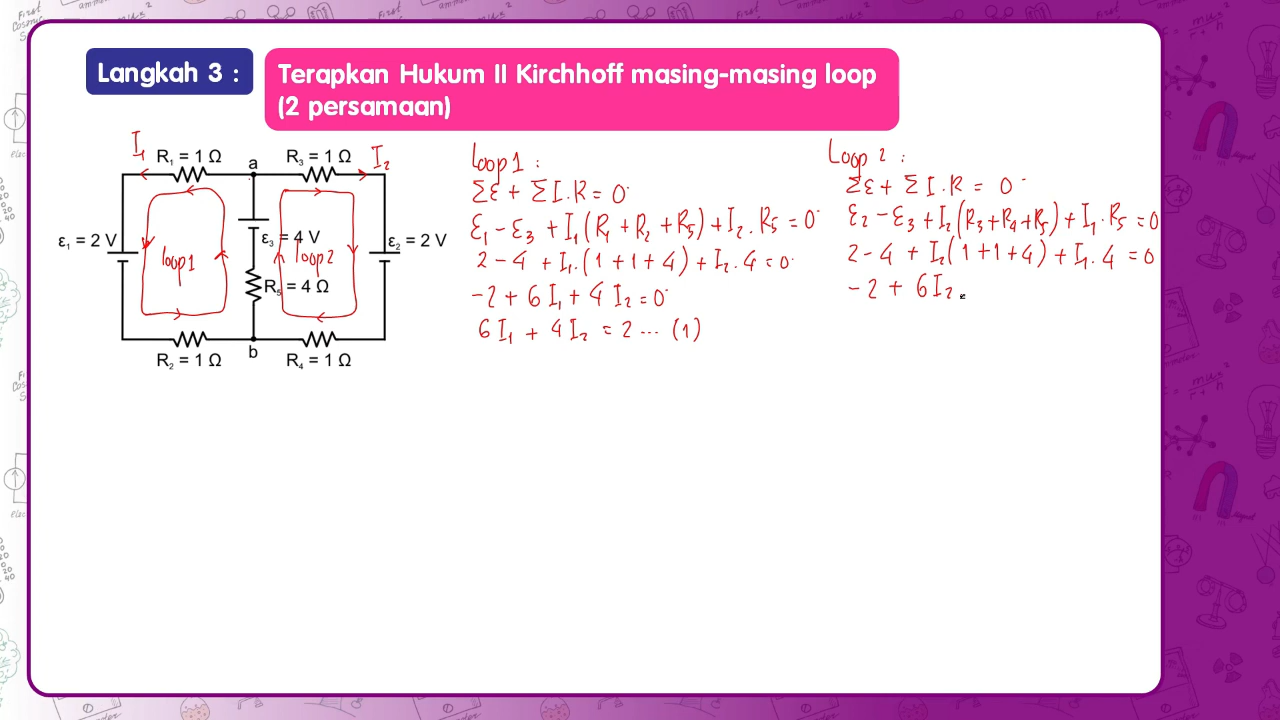 Langkah 3 :
Terapkan Hukum II Kirchhoff masing-masing loop
(2 persamaan)
I₁
R₁ = 1 Ω
a
R₃ = 1 Ω
I₂
ε₁ = 2 V
ε₃ = 4 V
ε₂ = 2 V
loop1
loop2
R₅ = 4 Ω
R₂ = 1 Ω
b
R₄ = 1 Ω
Loop 1 :
Σε + Σ I.R = 0
ε₁ - ε₃ + I₁ (R₁ + R₂ + R₅) + I₂ . R₅ = 0
2 - 4 + I₁. (1 + 1 + 4) + I₂. 4 = 0
-2 + 6 I₁ + 4 I₂ = 0
6 I₁ + 4 I₂ = 2 ... (1)
Loop 2 :
Σε + Σ I.R = 0
ε₂ - ε₃ + I₂ (R₃+R₄+R₅) + I₁. R₅ = 0
2 - 4 + I₂ (1+1+4) + I₁. 4 = 0
- 2 + 6 I₂